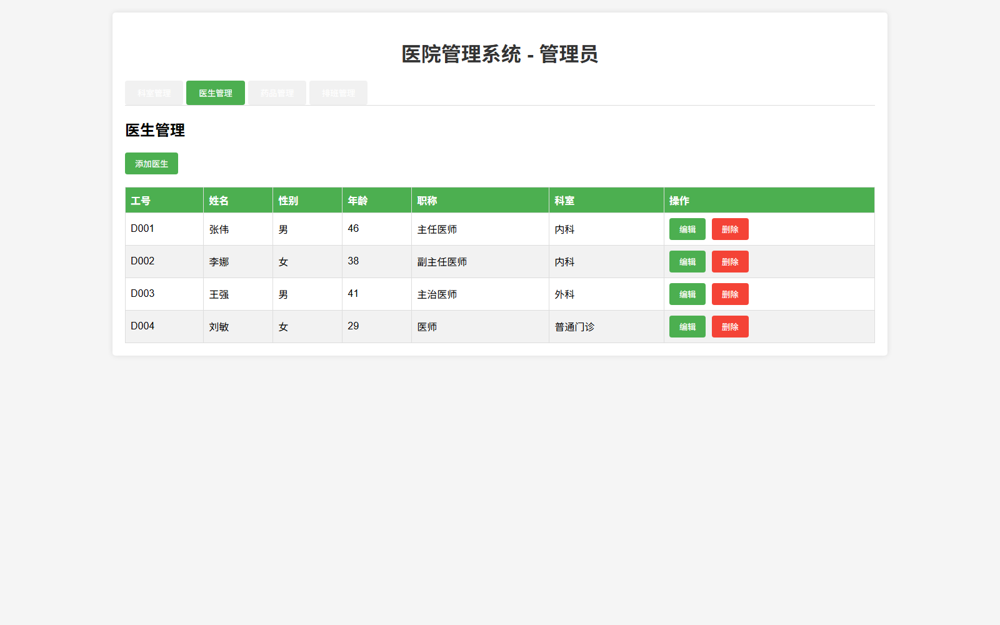 医院管理系统 - 管理员
科室管理 医生管理 药品管理 排班管理
医生管理
添加医生
工号 姓名 性别 年龄 职称 科室 操作
D001 张伟 男 46 主任医师 内科 编辑 删除
D002 李娜 女 38 副主任医师 内科 编辑 删除
D003 王强 男 41 主治医师 外科 编辑 删除
D004 刘敏 女 29 医师 普通门诊 编辑 删除